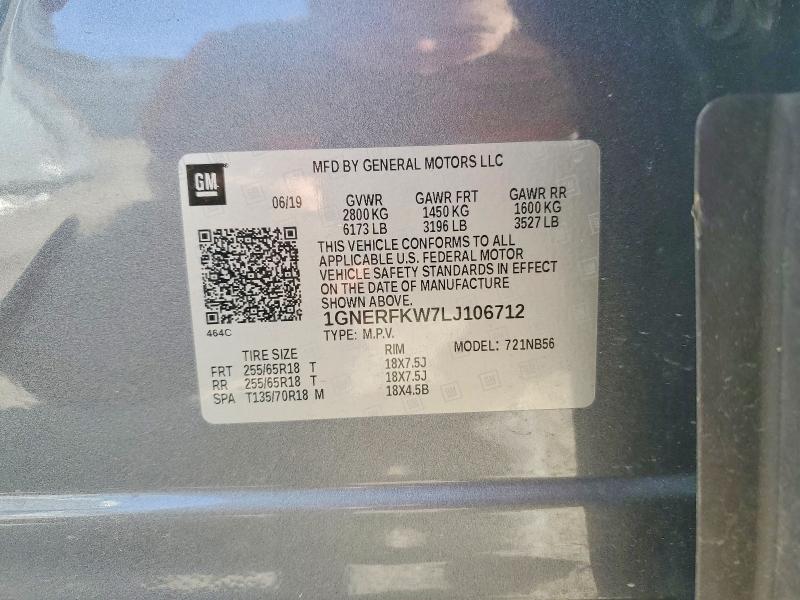 MFD BY GENERAL MOTORS LLC
GM
06/19 GVWR GAWR FRT GAWR RR
2800 KG 1450 KG 1600 KG
6173 LB 3196 LB 3527 LB
THIS VEHICLE CONFORMS TO ALL
APPLICABLE U.S. FEDERAL MOTOR
VEHICLE SAFETY STANDARDS IN EFFECT
ON THE DATE OF MANUFACTURE
SHOWN ABOVE.
1GNERFKW7LJ106712
464C
TYPE: M.P.V. MODEL: 721NB56
TIRE SIZE RIM
FRT 255/65R18 T 18X7.5J
RR 255/65R18 T 18X7.5J
SPA T135/70R18 M 18X4.5B